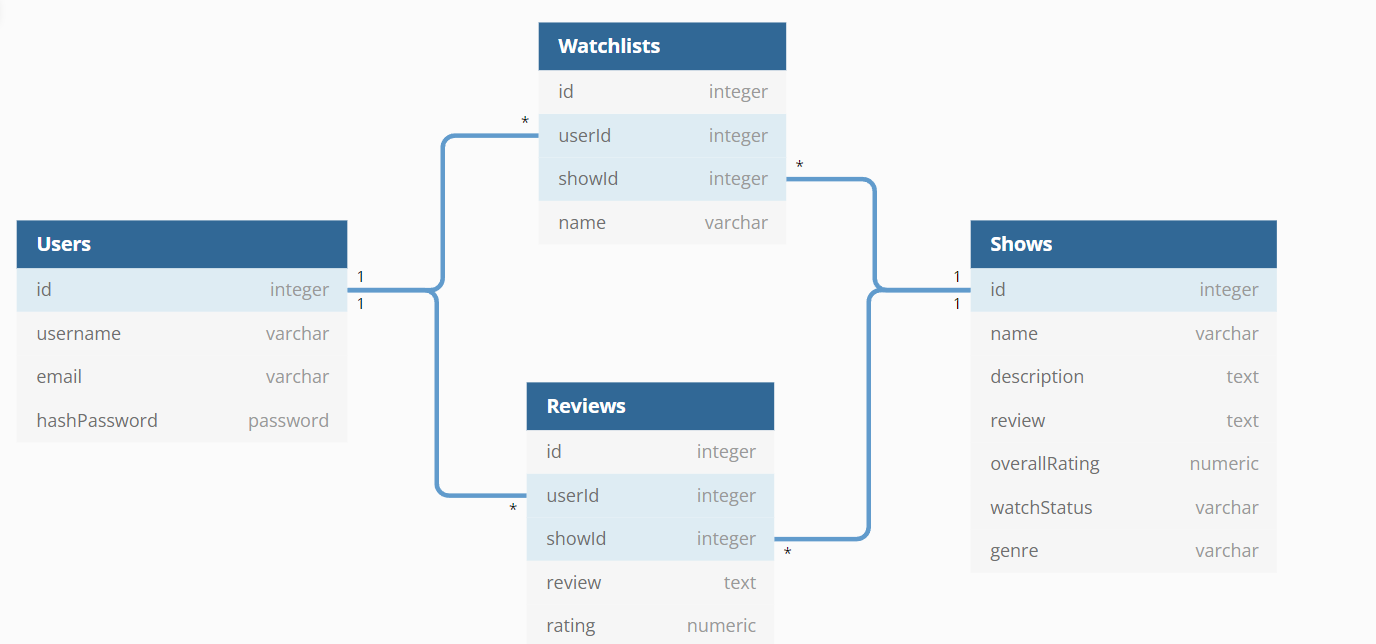 Watchlists
id integer
* userId integer
showId integer *
name varchar
Users
id integer 1
1
username varchar
email varchar
hashPassword password
Reviews
id integer
* userId integer
showId integer *
review text
rating numeric
Shows
1
1 id integer
name varchar
description text
review text
overallRating numeric
watchStatus varchar
genre varchar